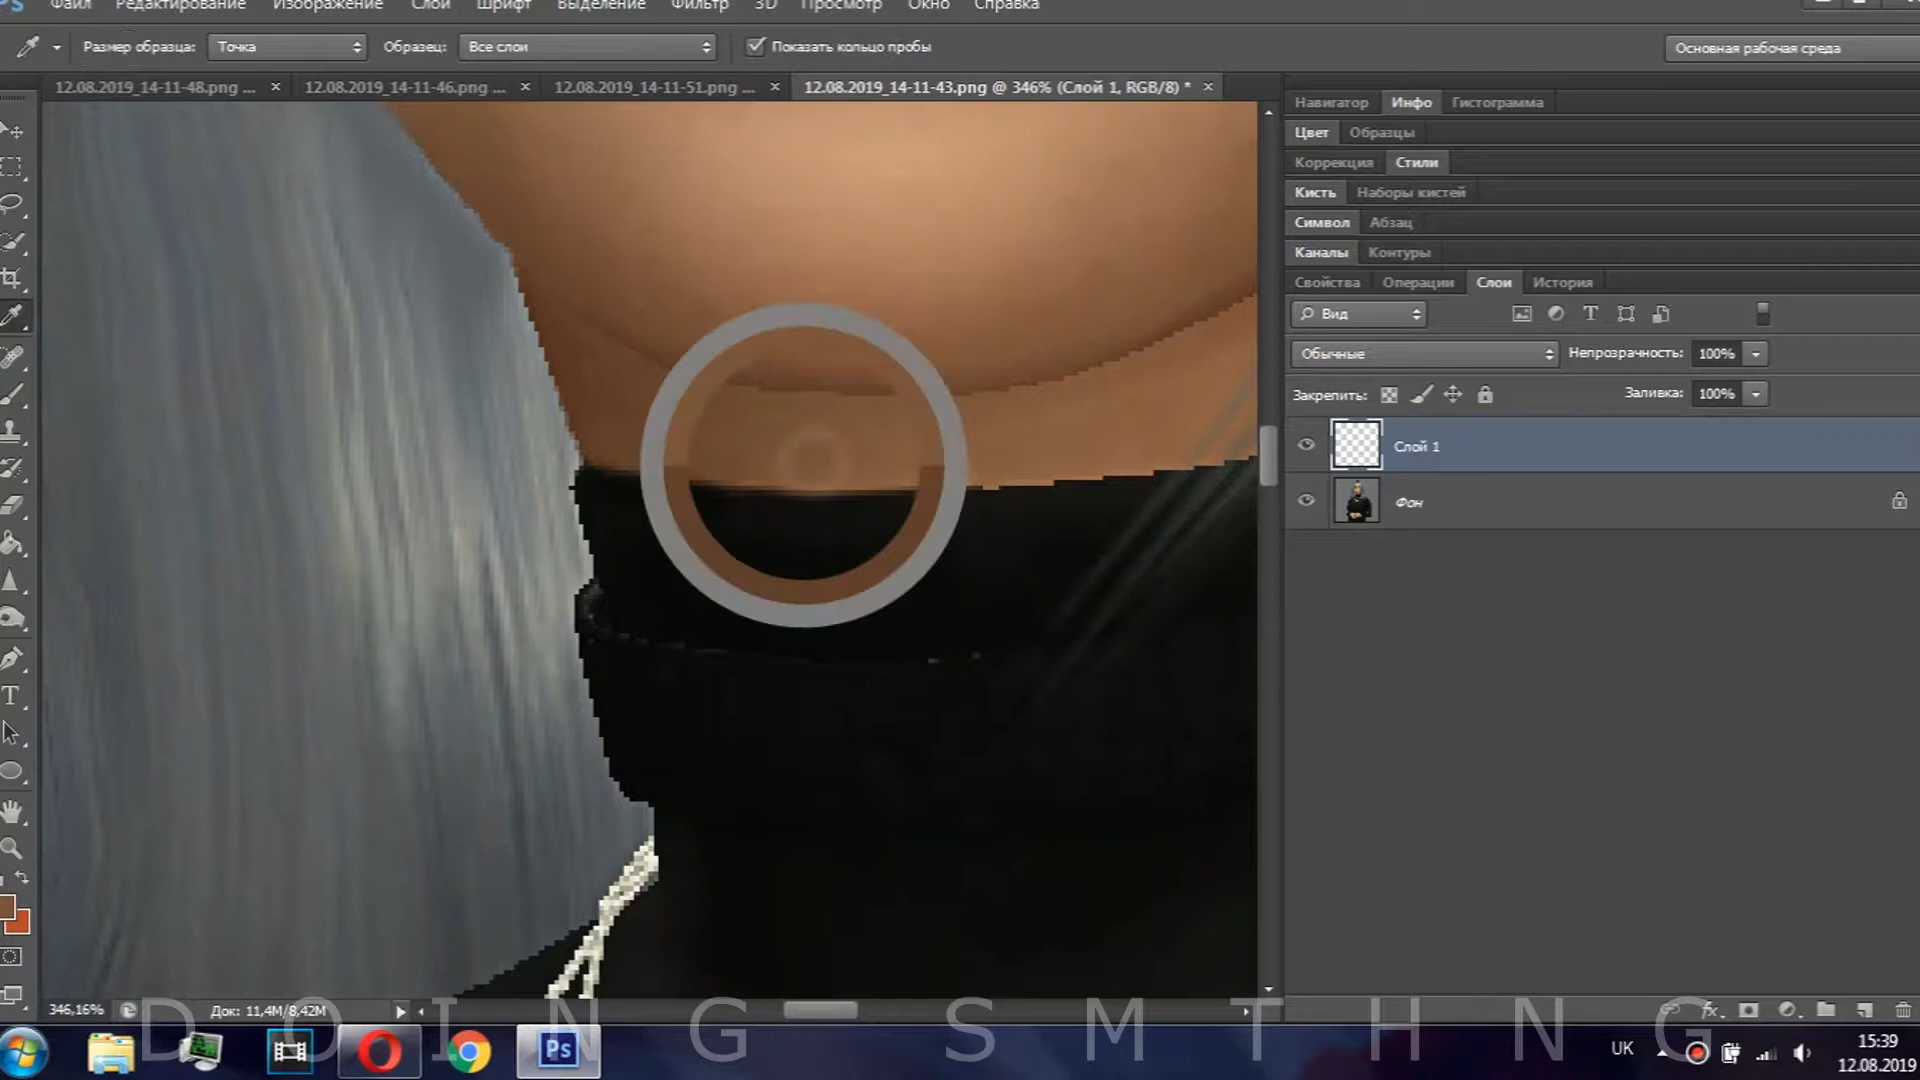 Файл Редактирование Изображение Слои Шрифт Выделение Фильтр 3D Просмотр Окно Справка
Размер образца: Точка Образец: Все слои Показать кольцо пробы Основная рабочая среда
12.08.2019_14-11-48.png ... × 12.08.2019_14-11-46.png ... × 12.08.2019_14-11-51.png ... × 12.08.2019_14-11-43.png @ 346% (Слой 1, RGB/8) * ×
Навигатор Инфо Гистограмма
Цвет Образцы
Коррекция Стили
Кисть Наборы кистей
Символ Абзац
Каналы Контуры
Свойства Операции Слои История
Вид
Обычные Непрозрачность: 100%
Закрепить: Заливка: 100%
Слой 1
Фон
346,16% Док: 11,4M/8,42M
DOING SMTHNG
Ps
UK 15:39
12.08.2019